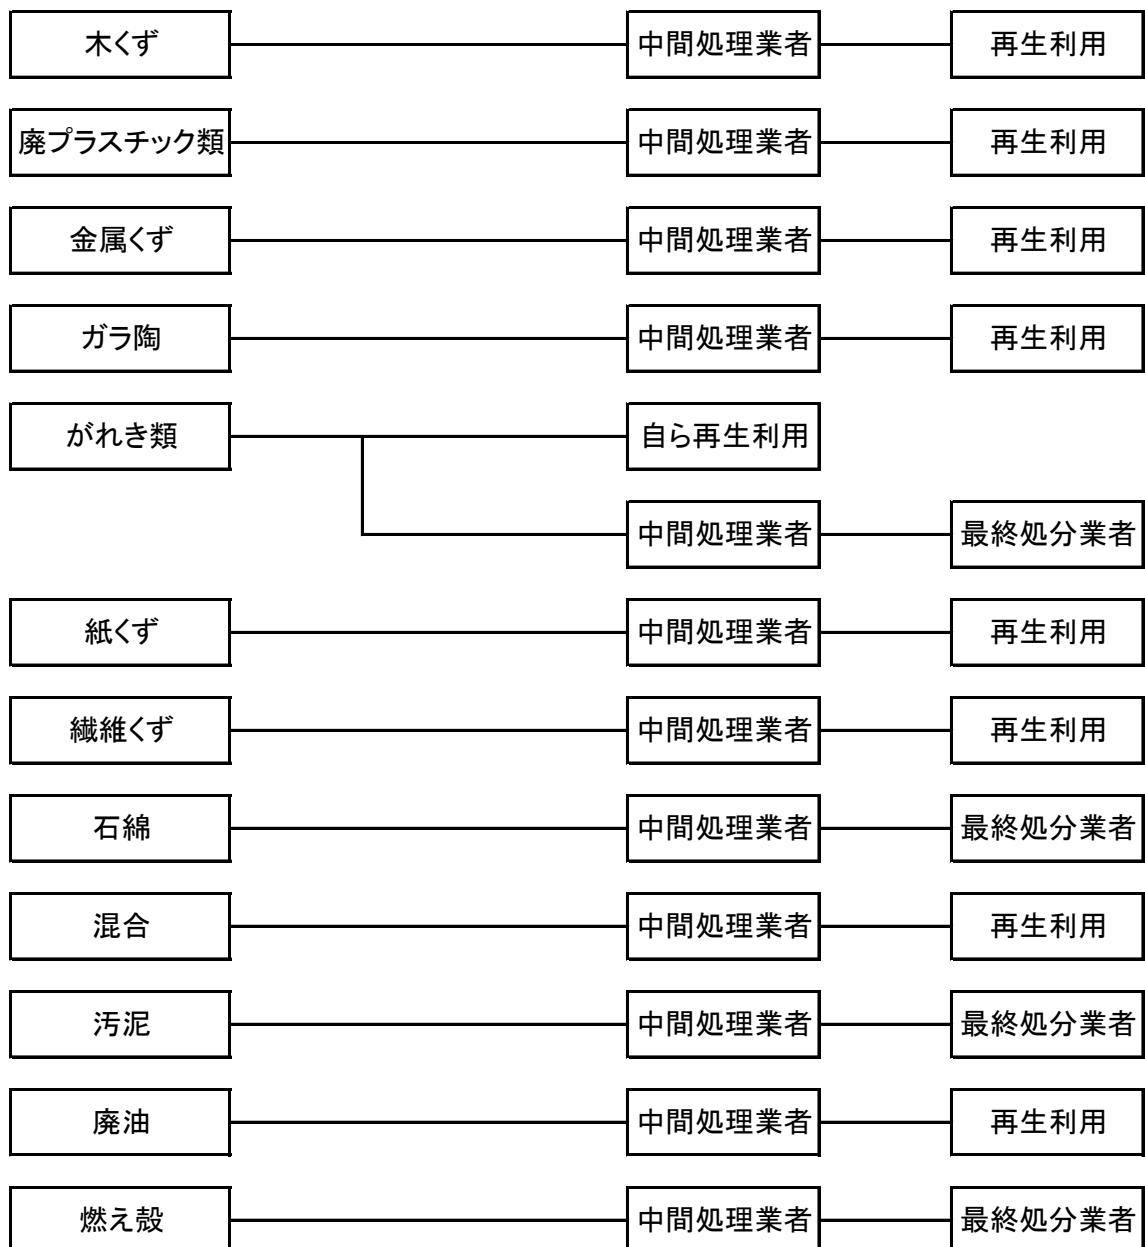 木くず 中間処理業者 再生利用
廃プラスチック類 中間処理業者 再生利用
金属くず 中間処理業者 再生利用
ガラ陶 中間処理業者 再生利用
がれき類 自ら再生利用
中間処理業者 最終処分業者
紙くず 中間処理業者 再生利用
繊維くず 中間処理業者 再生利用
石綿 中間処理業者 最終処分業者
混合 中間処理業者 再生利用
汚泥 中間処理業者 最終処分業者
廃油 中間処理業者 再生利用
燃え殻 中間処理業者 最終処分業者